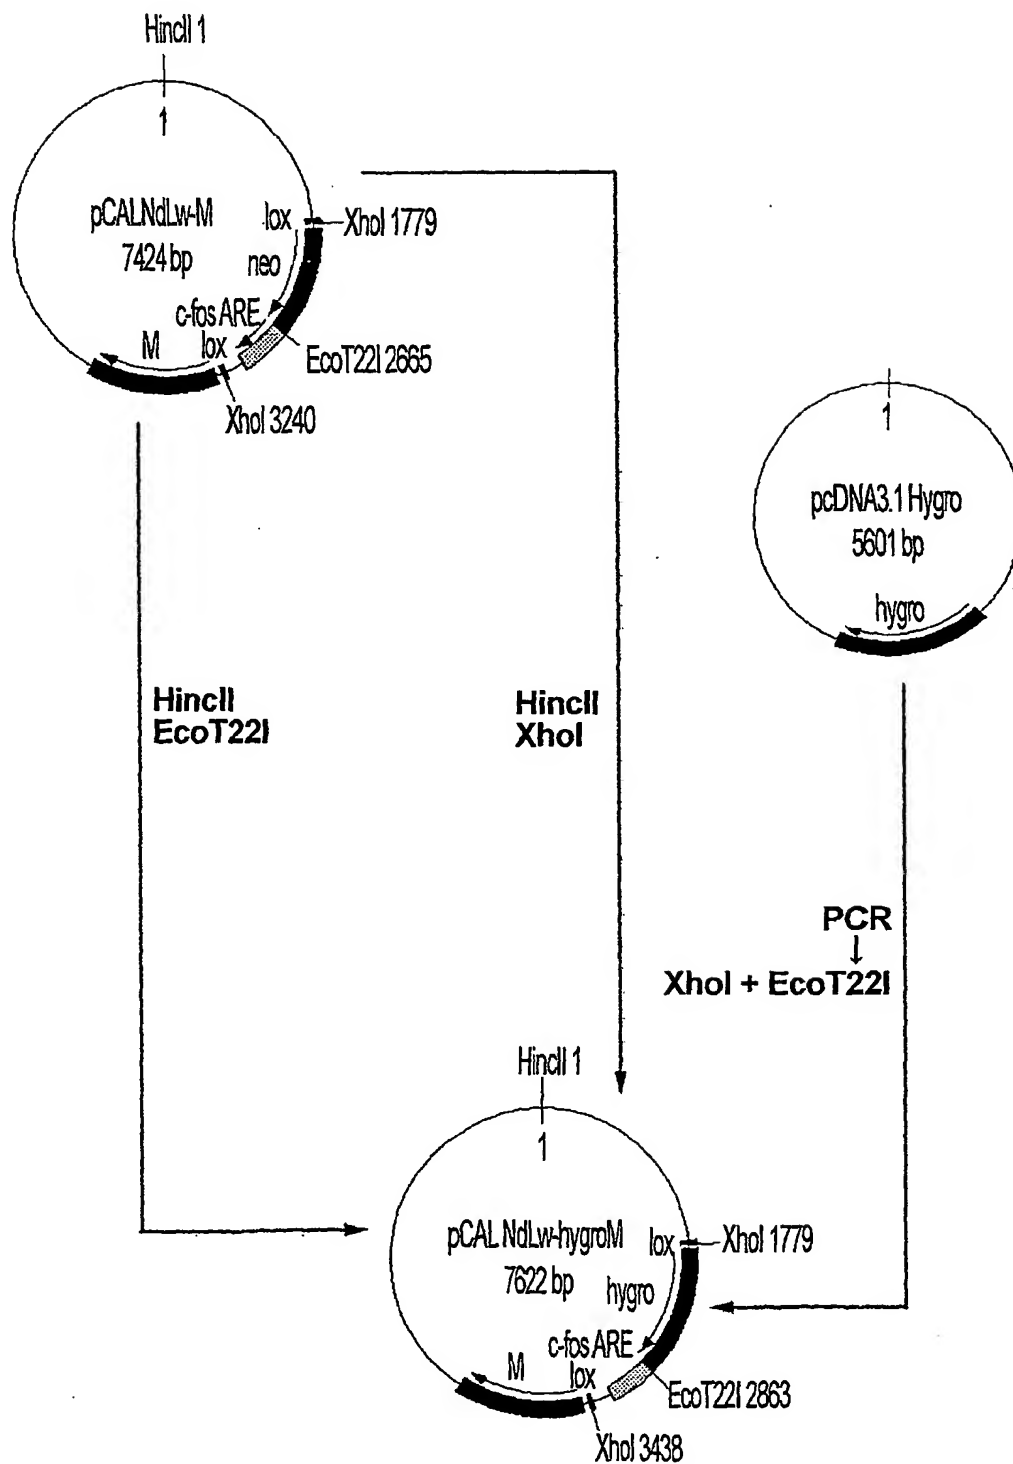 HincII 1
1
pCALNdLw-M
7424 bp
lox
XhoI 1779
neo
c-fos ARE
M
lox
EcoT22I 2665
XhoI 3240
1
pcDNA3.1 Hygro
5601 bp
hygro
HincII
EcoT22I
HincII
XhoI
PCR
↓
XhoI + EcoT22I
HincII 1
1
pCAL NdLw-hygroM
7622 bp
lox
XhoI 1779
hygro
c-fos ARE
M
lox
EcoT22I 2863
XhoI 3438